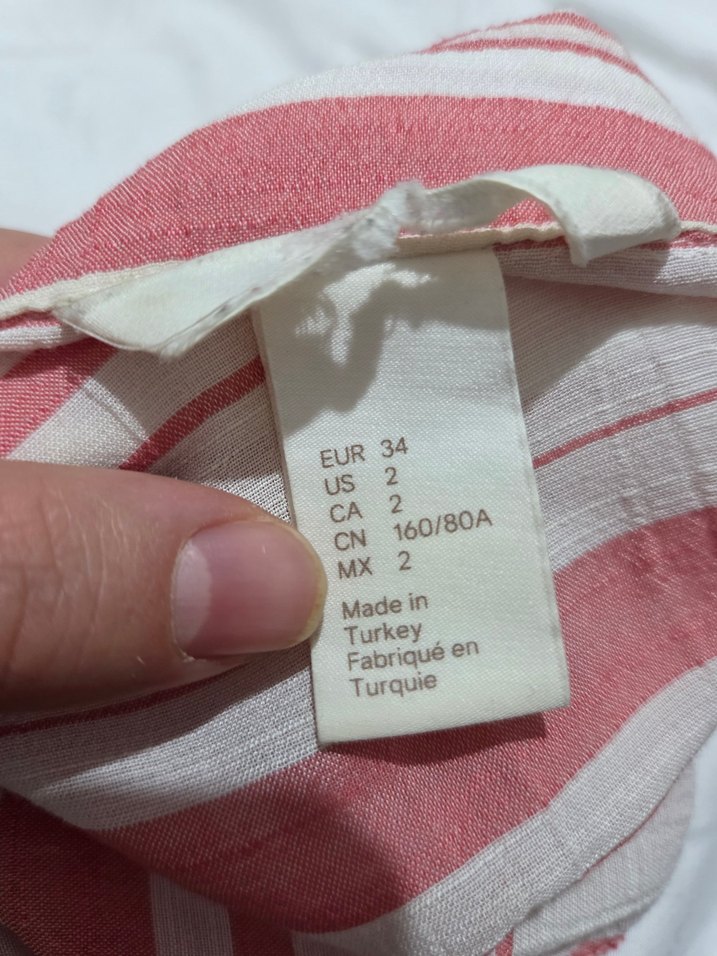 EUR 34
US 2
CA 2
CN 160/80A
MX 2
Made in
Turkey
Fabriqué en
Turquie